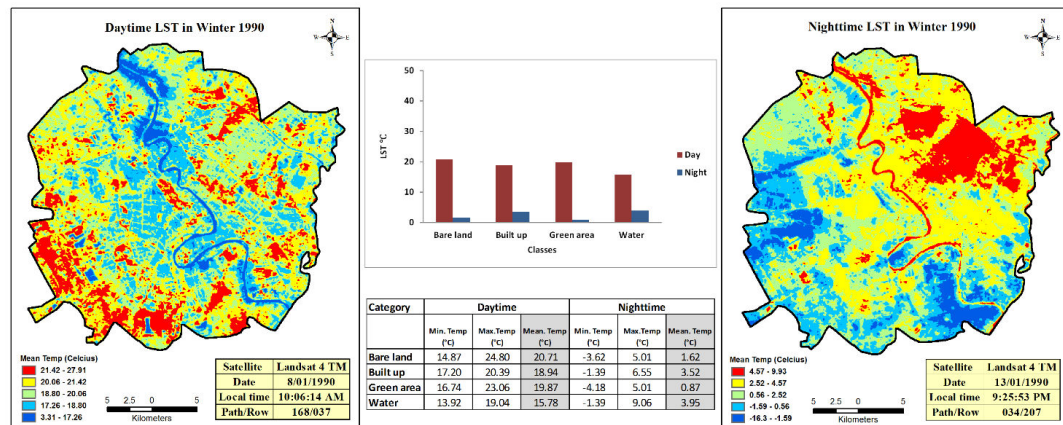 Daytime LST in Winter 1990
N
W E
S
Mean Temp (Celcius)
21.42 - 27.91
20.06 - 21.42
18.80 - 20.06
17.26 - 18.80
3.31 - 17.26
5 2.5 0 5
Kilometers
Satellite Landsat 4 TM
Date 8/01/1990
Local time 10:06:14 AM
Path/Row 168/037
50
40
30
20
10
0
LST °C
Bare land Built up Green area Water
Classes
Day
Night
Category Daytime Nighttime
Min. Temp Max.Temp Mean. Temp Min. Temp Max.Temp Mean. Temp
(°C) (°C) (°C) (°C) (°C) (°C)
Bare land 14.87 24.80 20.71 -3.62 5.01 1.62
Built up 17.20 20.39 18.94 -1.39 6.55 3.52
Green area 16.74 23.06 19.87 -4.18 5.01 0.87
Water 13.92 19.04 15.78 -1.39 9.06 3.95
Nighttime LST in Winter 1990
N
W E
S
Mean Temp (Celcius)
4.57 - 9.93
2.52 - 4.57
0.56 - 2.52
-1.59 - 0.56
-16.3 - -1.59
5 2.5 0 5
Kilometers
Satellite Landsat 4 TM
Date 13/01/1990
Local time 9:25:53 PM
Path/Row 034/207